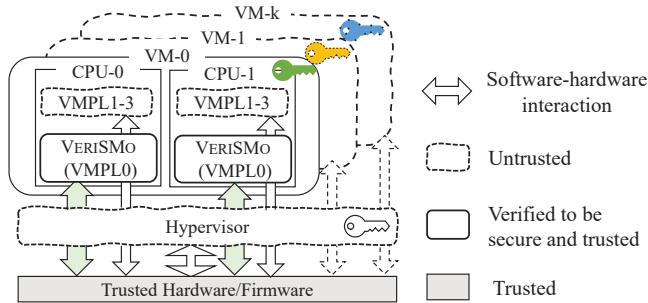 VM-k
VM-1
VM-0
CPU-0
CPU-1
VMPL1-3
VMPL1-3
VERISMO
(VMPL0)
VERISMO
(VMPL0)
Hypervisor
Trusted Hardware/Firmware
Software-hardware
interaction
Untrusted
Verified to be
secure and trusted
Trusted